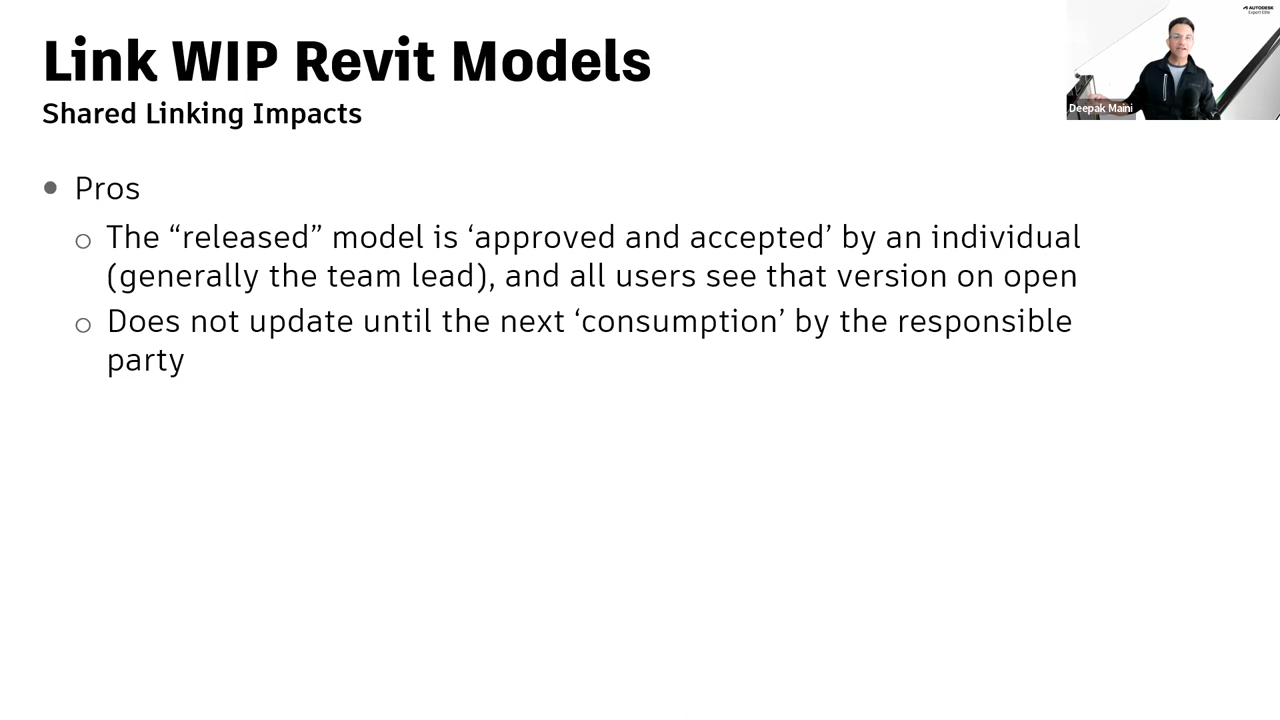 Link WIP Revit Models
Shared Linking Impacts
AUTODESK
Expert Elite
Deepak Maini
Pros
The “released” model is ‘approved and accepted’ by an individual
(generally the team lead), and all users see that version on open
Does not update until the next ‘consumption’ by the responsible
party